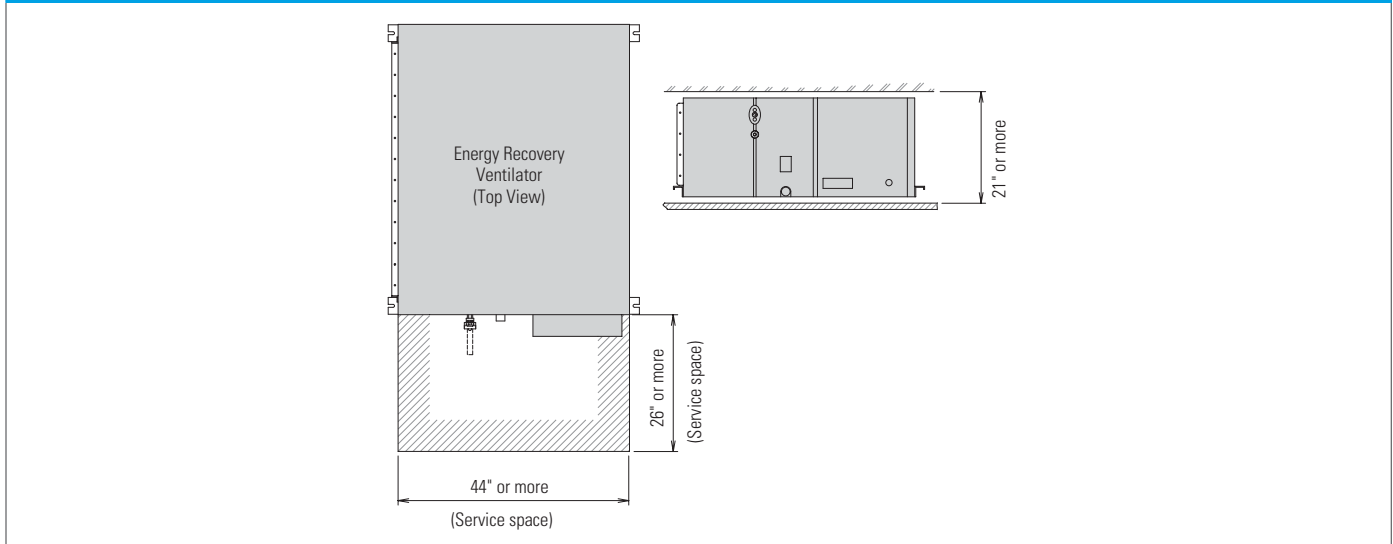 Energy Recovery
Ventilator
(Top View)
21" or more
26" or more
(Service space)
44" or more
(Service space)